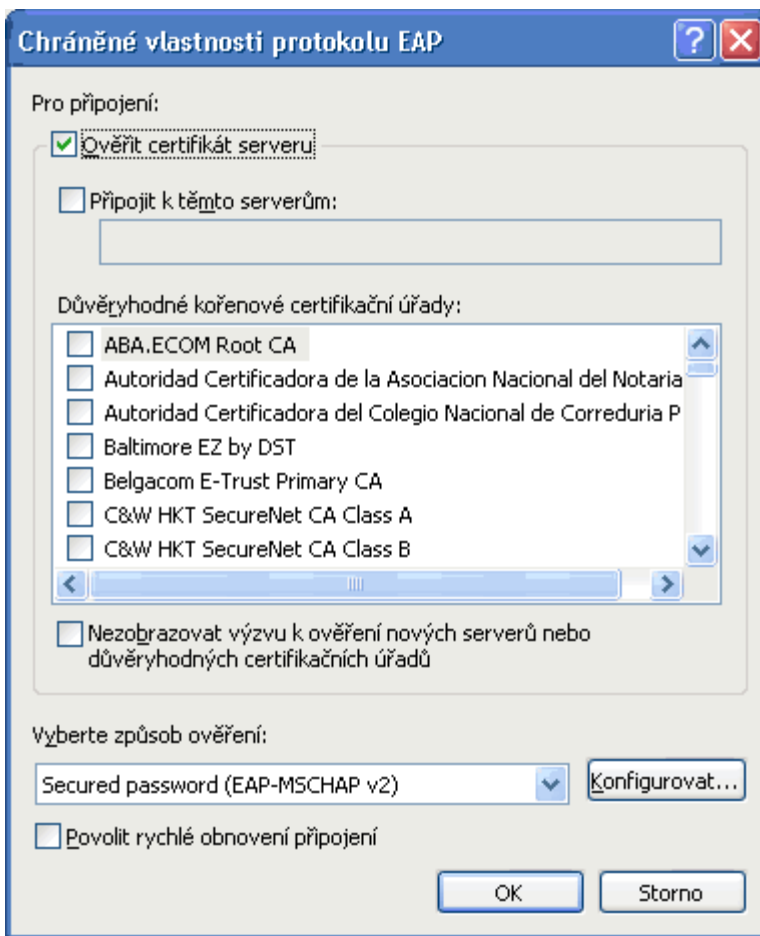 Chráněné vlastnosti protokolu EAP
Pro připojení:
Ověřit certifikát serveru
Připojit k těmto serverům:
Důvěryhodné kořenové certifikační úřady:
ABA.ECOM Root CA
Autoridad Certificadora de la Asociacion Nacional del Notaria
Autoridad Certificadora del Colegio Nacional de Correduria P
Baltimore EZ by DST
Belgacom E-Trust Primary CA
C&W HKT SecureNet CA Class A
C&W HKT SecureNet CA Class B
Nezobrazovat výzvu k ověření nových serverů nebo
důvěryhodných certifikačních úřadů
Vyberte způsob ověření:
Secured password (EAP-MSCHAP v2)
Konfigurovat...
Povolit rychlé obnovení připojení
OK
Storno